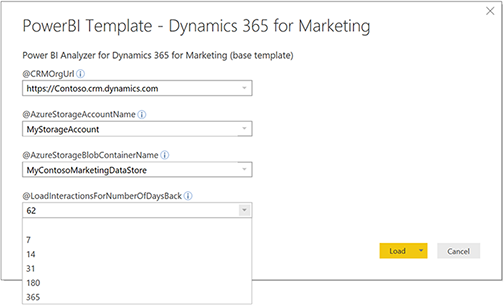 PowerBI Template - Dynamics 365 for Marketing
Power BI Analyzer for Dynamics 365 for Marketing (base template)
@CRMOrgUrl
https://Contoso.crm.dynamics.com
@AzureStorageAccountName
MyStorageAccount
@AzureStorageBlobContainerName
MyContosoMarketingDataStore
@LoadInteractionsForNumberOfDaysBack
62
7
14
31
180
365
Load
Cancel